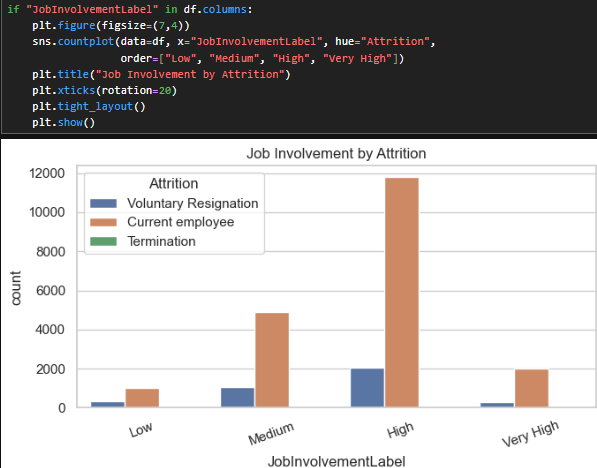 if "JobInvolvementLabel" in df.columns:
plt.figure(figsize=(7,4))
sns.countplot(data=df, x="JobInvolvementLabel", hue="Attrition",
order=["Low", "Medium", "High", "Very High"])
plt.title("Job Involvement by Attrition")
plt.xticks(rotation=20)
plt.tight_layout()
plt.show()
Job Involvement by Attrition
Attrition
Voluntary Resignation
Current employee
Termination
12000
10000
8000
6000
4000
2000
0
count
Low
Medium
High
Very High
JobInvolvementLabel